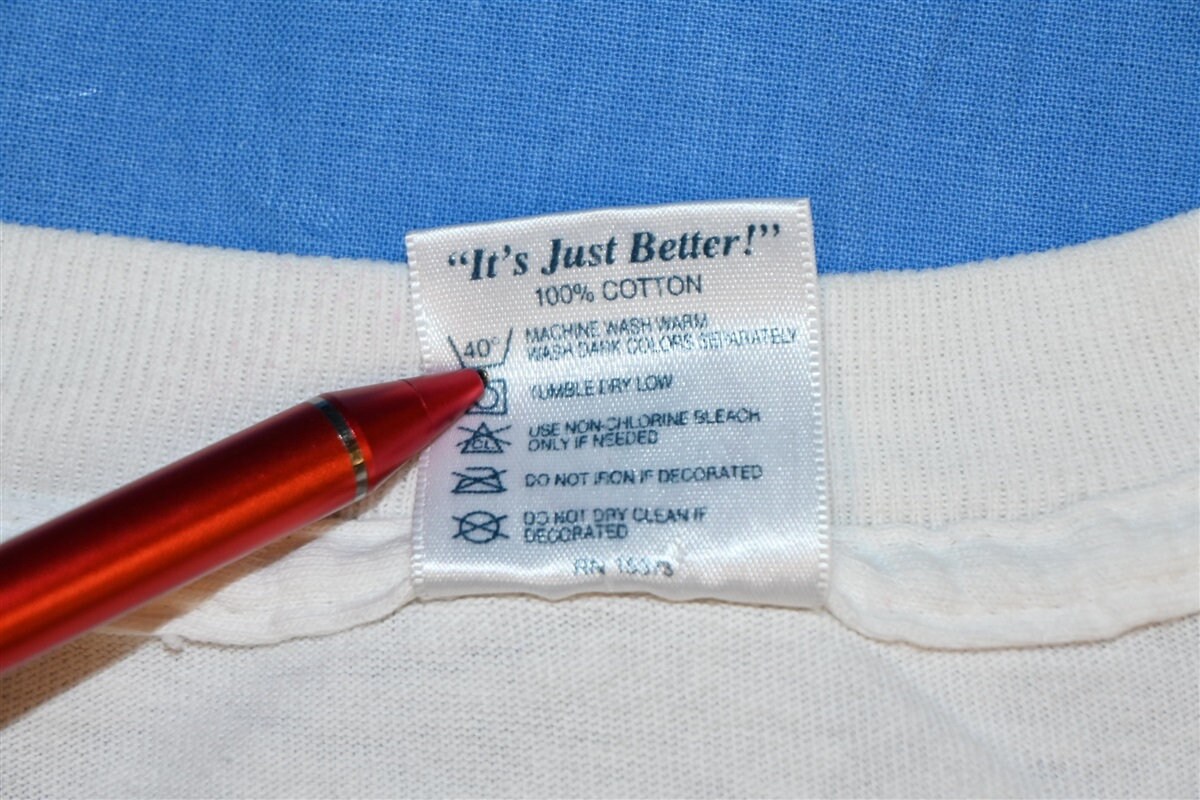 “It's Just Better!”
100% COTTON
40° MACHINE WASH WARM
WASH DARK COLORS SEPARATELY
TUMBLE DRY LOW
CL USE NON-CHLORINE BLEACH
ONLY IF NEEDED
DO NOT IRON IF DECORATED
DO NOT DRY CLEAN IF
DECORATED
RN